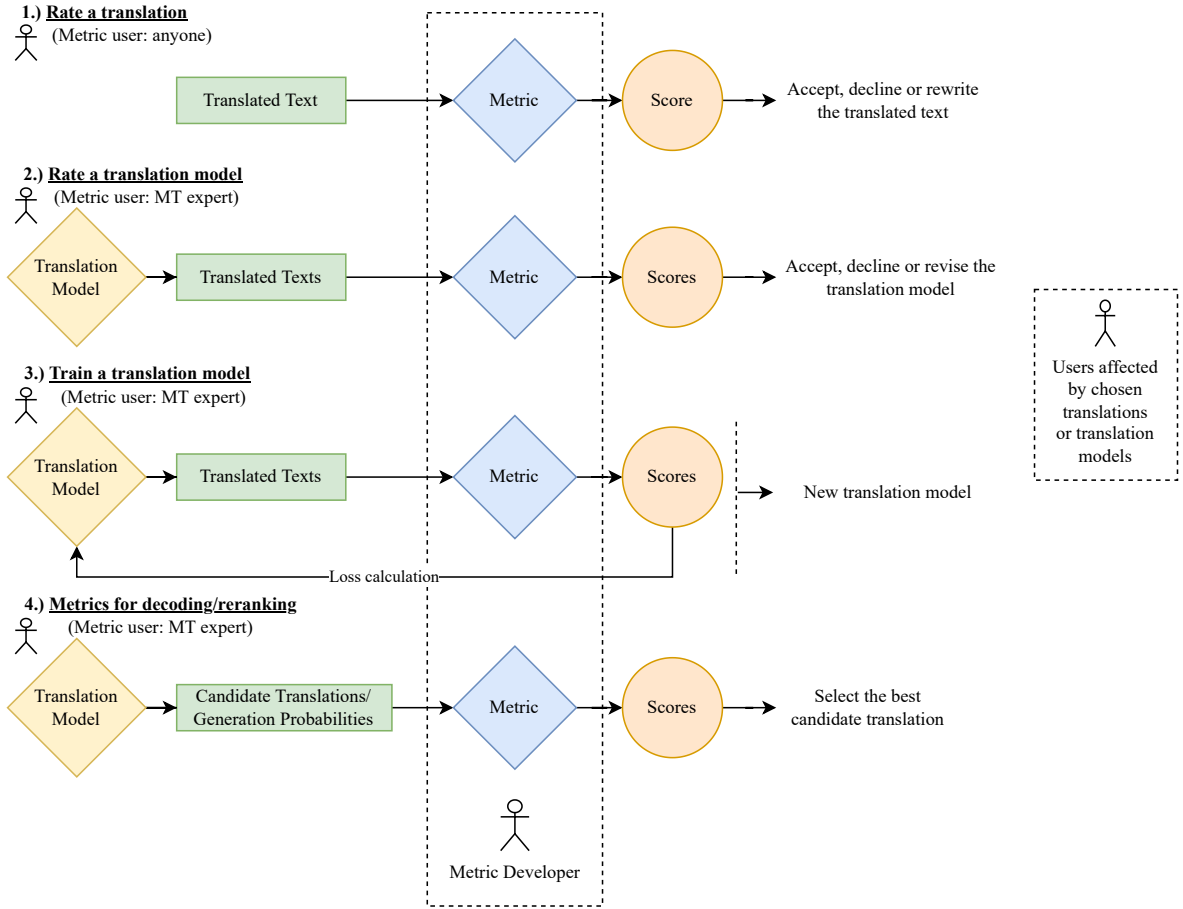 1.) Rate a translation
(Metric user: anyone)
Translated Text
Metric
Score
Accept, decline or rewrite
the translated text
2.) Rate a translation model
(Metric user: MT expert)
Translation
Model
Translated Texts
Metric
Scores
Accept, decline or revise the
translation model
3.) Train a translation model
(Metric user: MT expert)
Translation
Model
Translated Texts
Metric
Scores
New translation model
Loss calculation
4.) Metrics for decoding/reranking
(Metric user: MT expert)
Translation
Model
Candidate Translations/
Generation Probabilities
Metric
Scores
Select the best
candidate translation
Metric Developer
Users affected
by chosen
translations
or translation
models